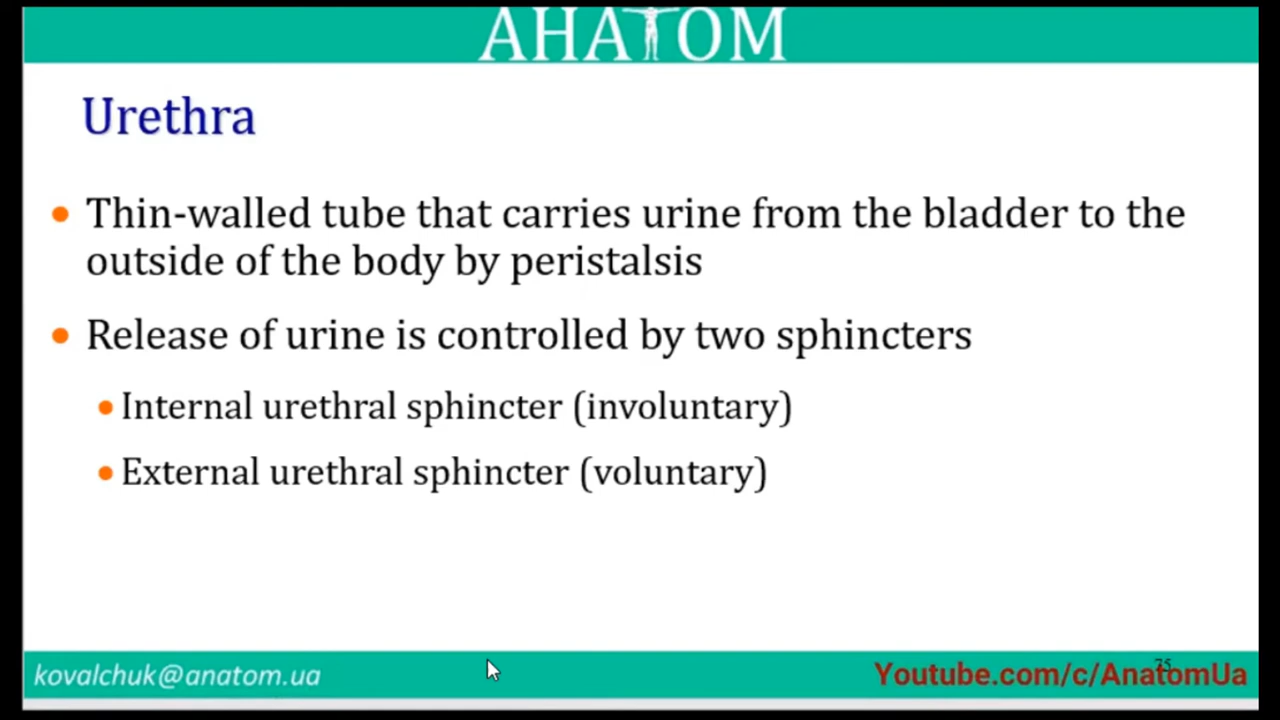 АНАТОМ
Urethra
• Thin-walled tube that carries urine from the bladder to the
outside of the body by peristalsis
• Release of urine is controlled by two sphincters
• Internal urethral sphincter (involuntary)
• External urethral sphincter (voluntary)
kovalchuk@anatom.ua
75
Youtube.com/c/AnatomUa